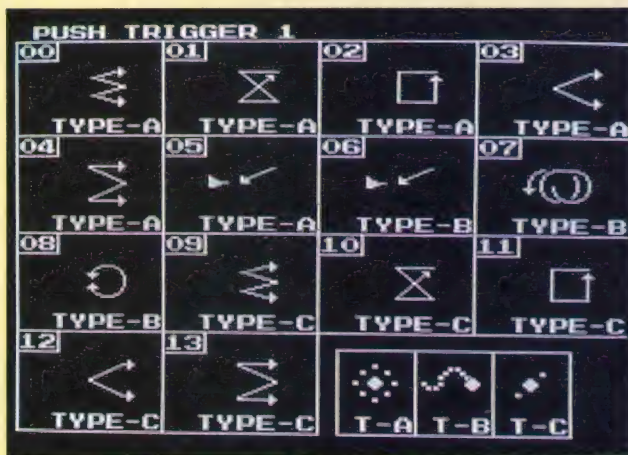 PUSH TRIGGER 1
00 01 02 03
TYPE-A TYPE-A TYPE-A TYPE-A
04 05 06 07
TYPE-A TYPE-A TYPE-B TYPE-B
08 09 10 11
TYPE-B TYPE-C TYPE-C TYPE-C
12 13
TYPE-C TYPE-C T-A T-B T-C